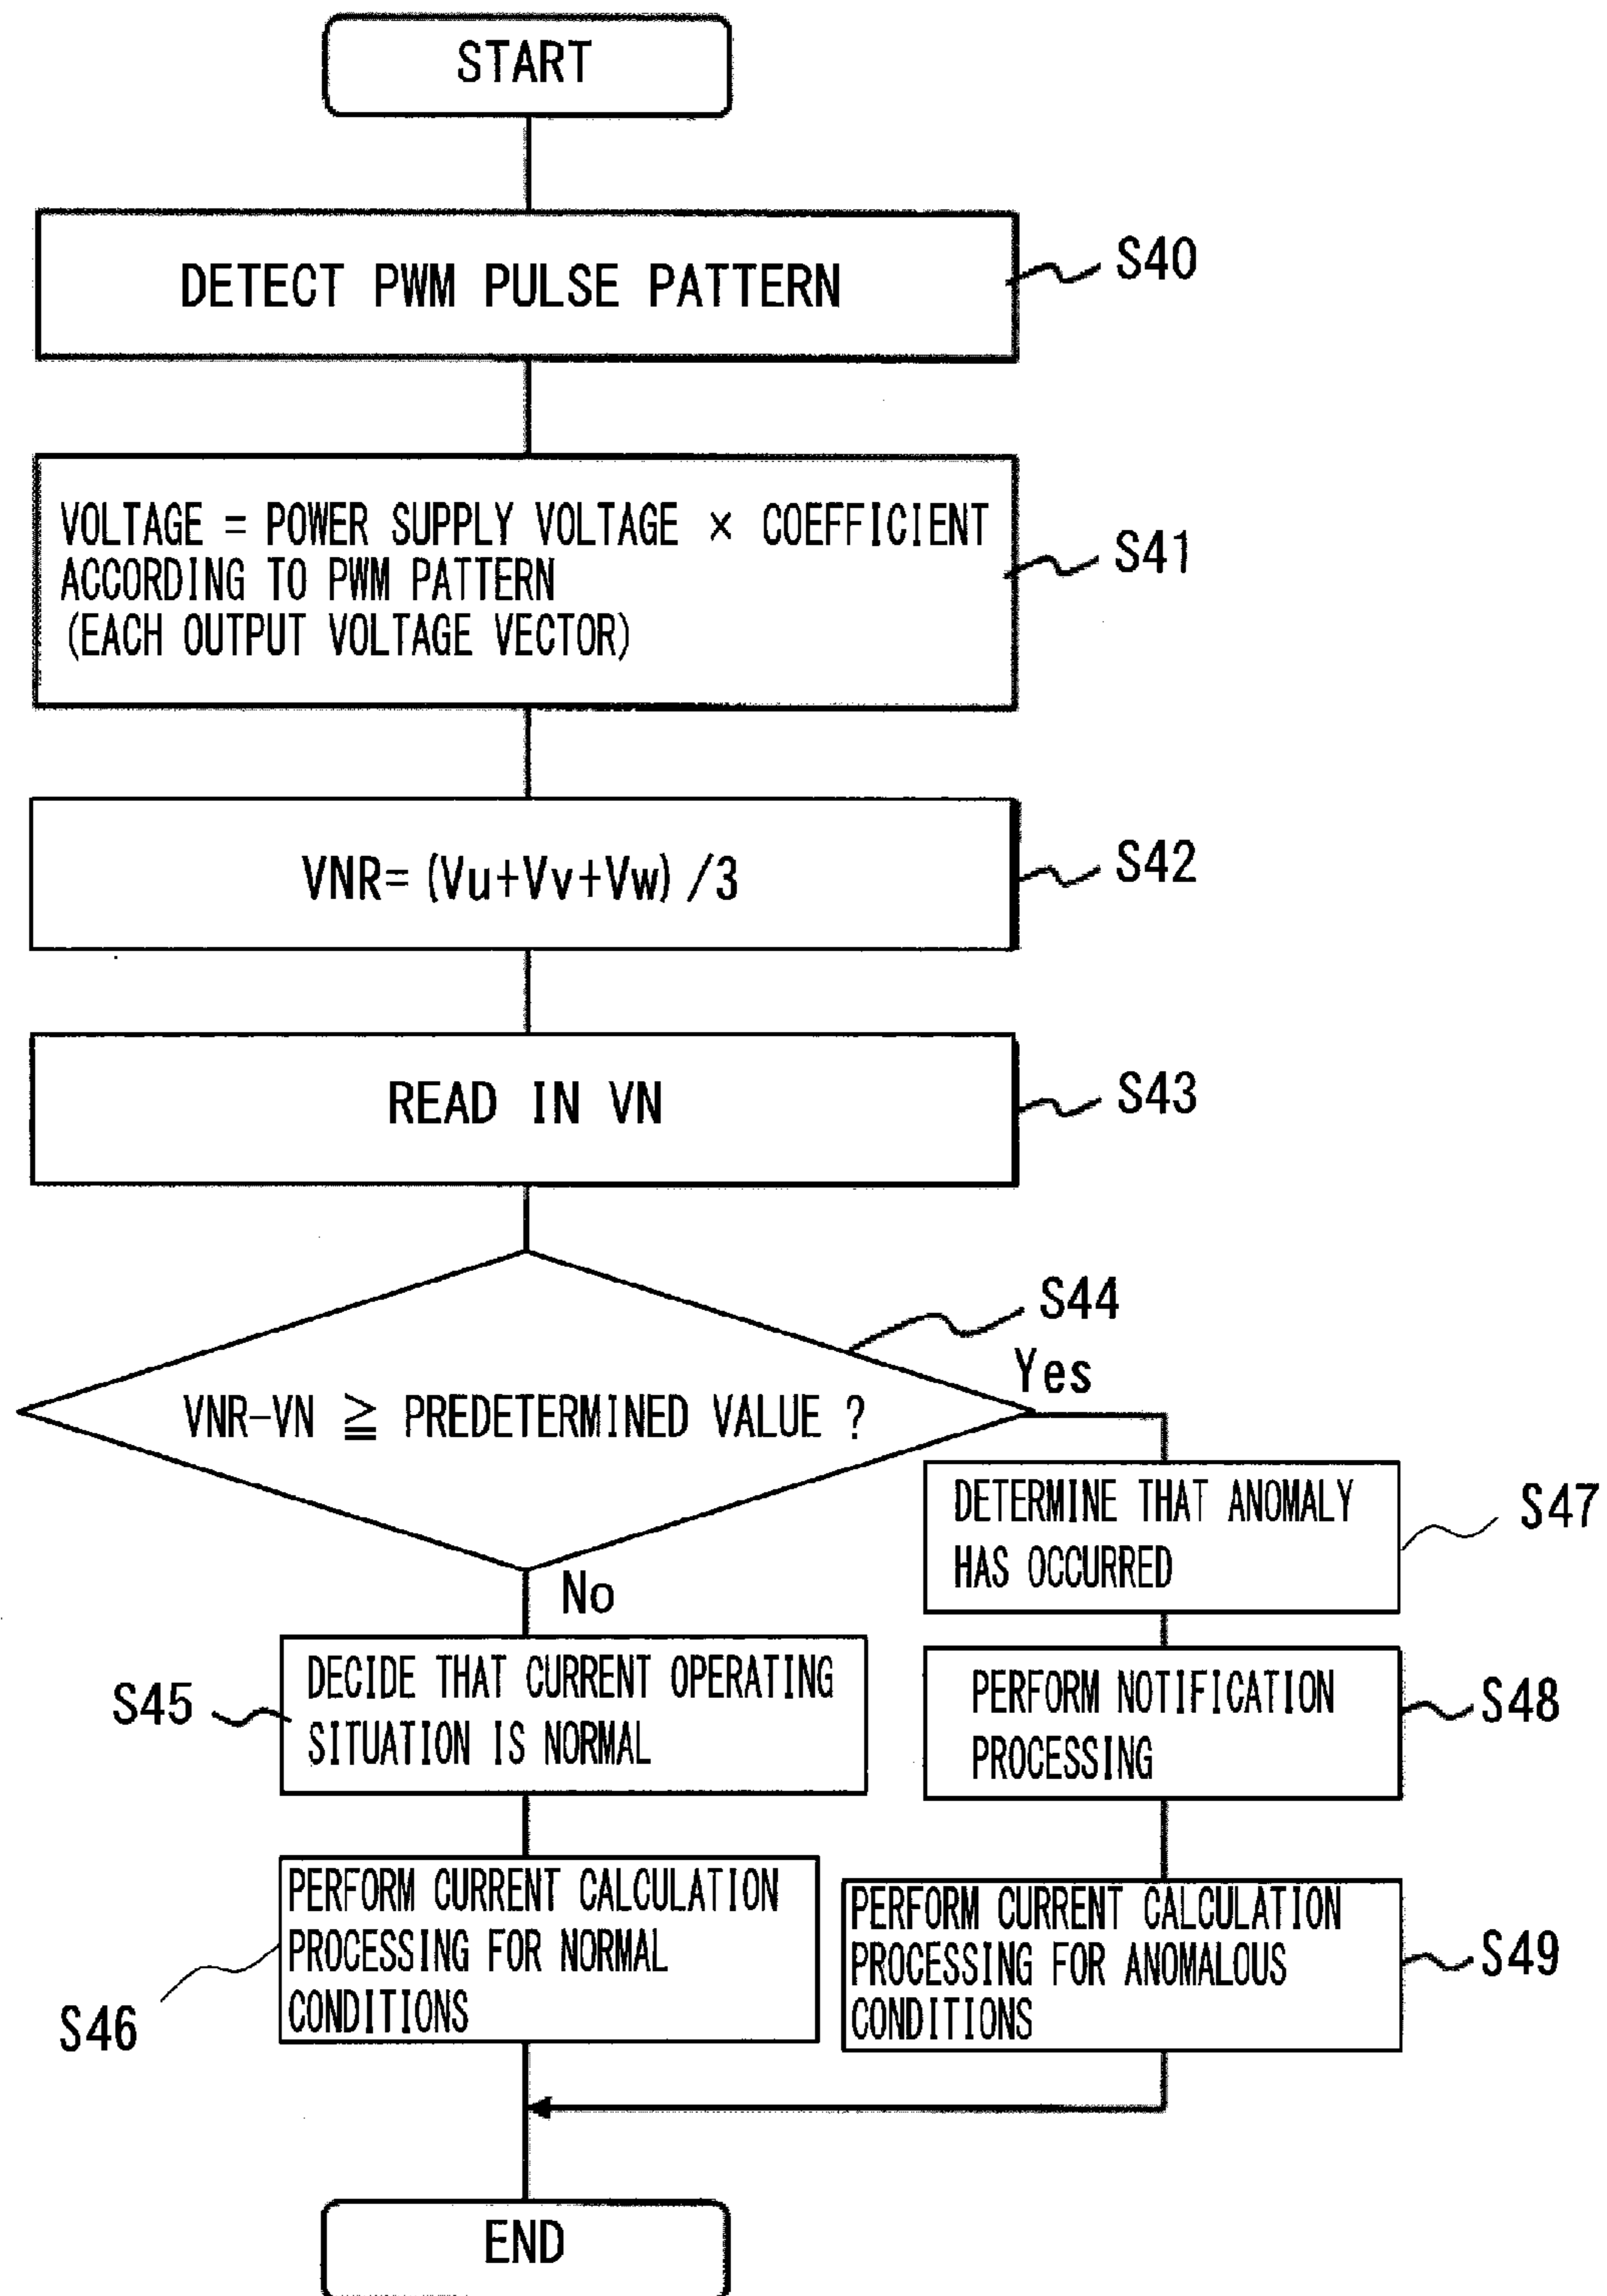 START
DETECT PWM PULSE PATTERN
S40
VOLTAGE = POWER SUPPLY VOLTAGE × COEFFICIENT
ACCORDING TO PWM PATTERN
(EACH OUTPUT VOLTAGE VECTOR)
S41
VNR=(Vu+Vv+Vw)/3
S42
READ IN VN
S43
S44
VNR-VN ≧ PREDETERMINED VALUE ?
Yes
No
DETERMINE THAT ANOMALY
HAS OCCURRED
S47
DECIDE THAT CURRENT OPERATING
SITUATION IS NORMAL
S45
PERFORM NOTIFICATION
PROCESSING
S48
PERFORM CURRENT CALCULATION
PROCESSING FOR NORMAL
CONDITIONS
S46
PERFORM CURRENT CALCULATION
PROCESSING FOR ANOMALOUS
CONDITIONS
S49
END